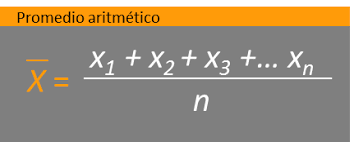 Promedio aritmético
X̅ = x₁ + x₂ + x₃ +... xₙ
n